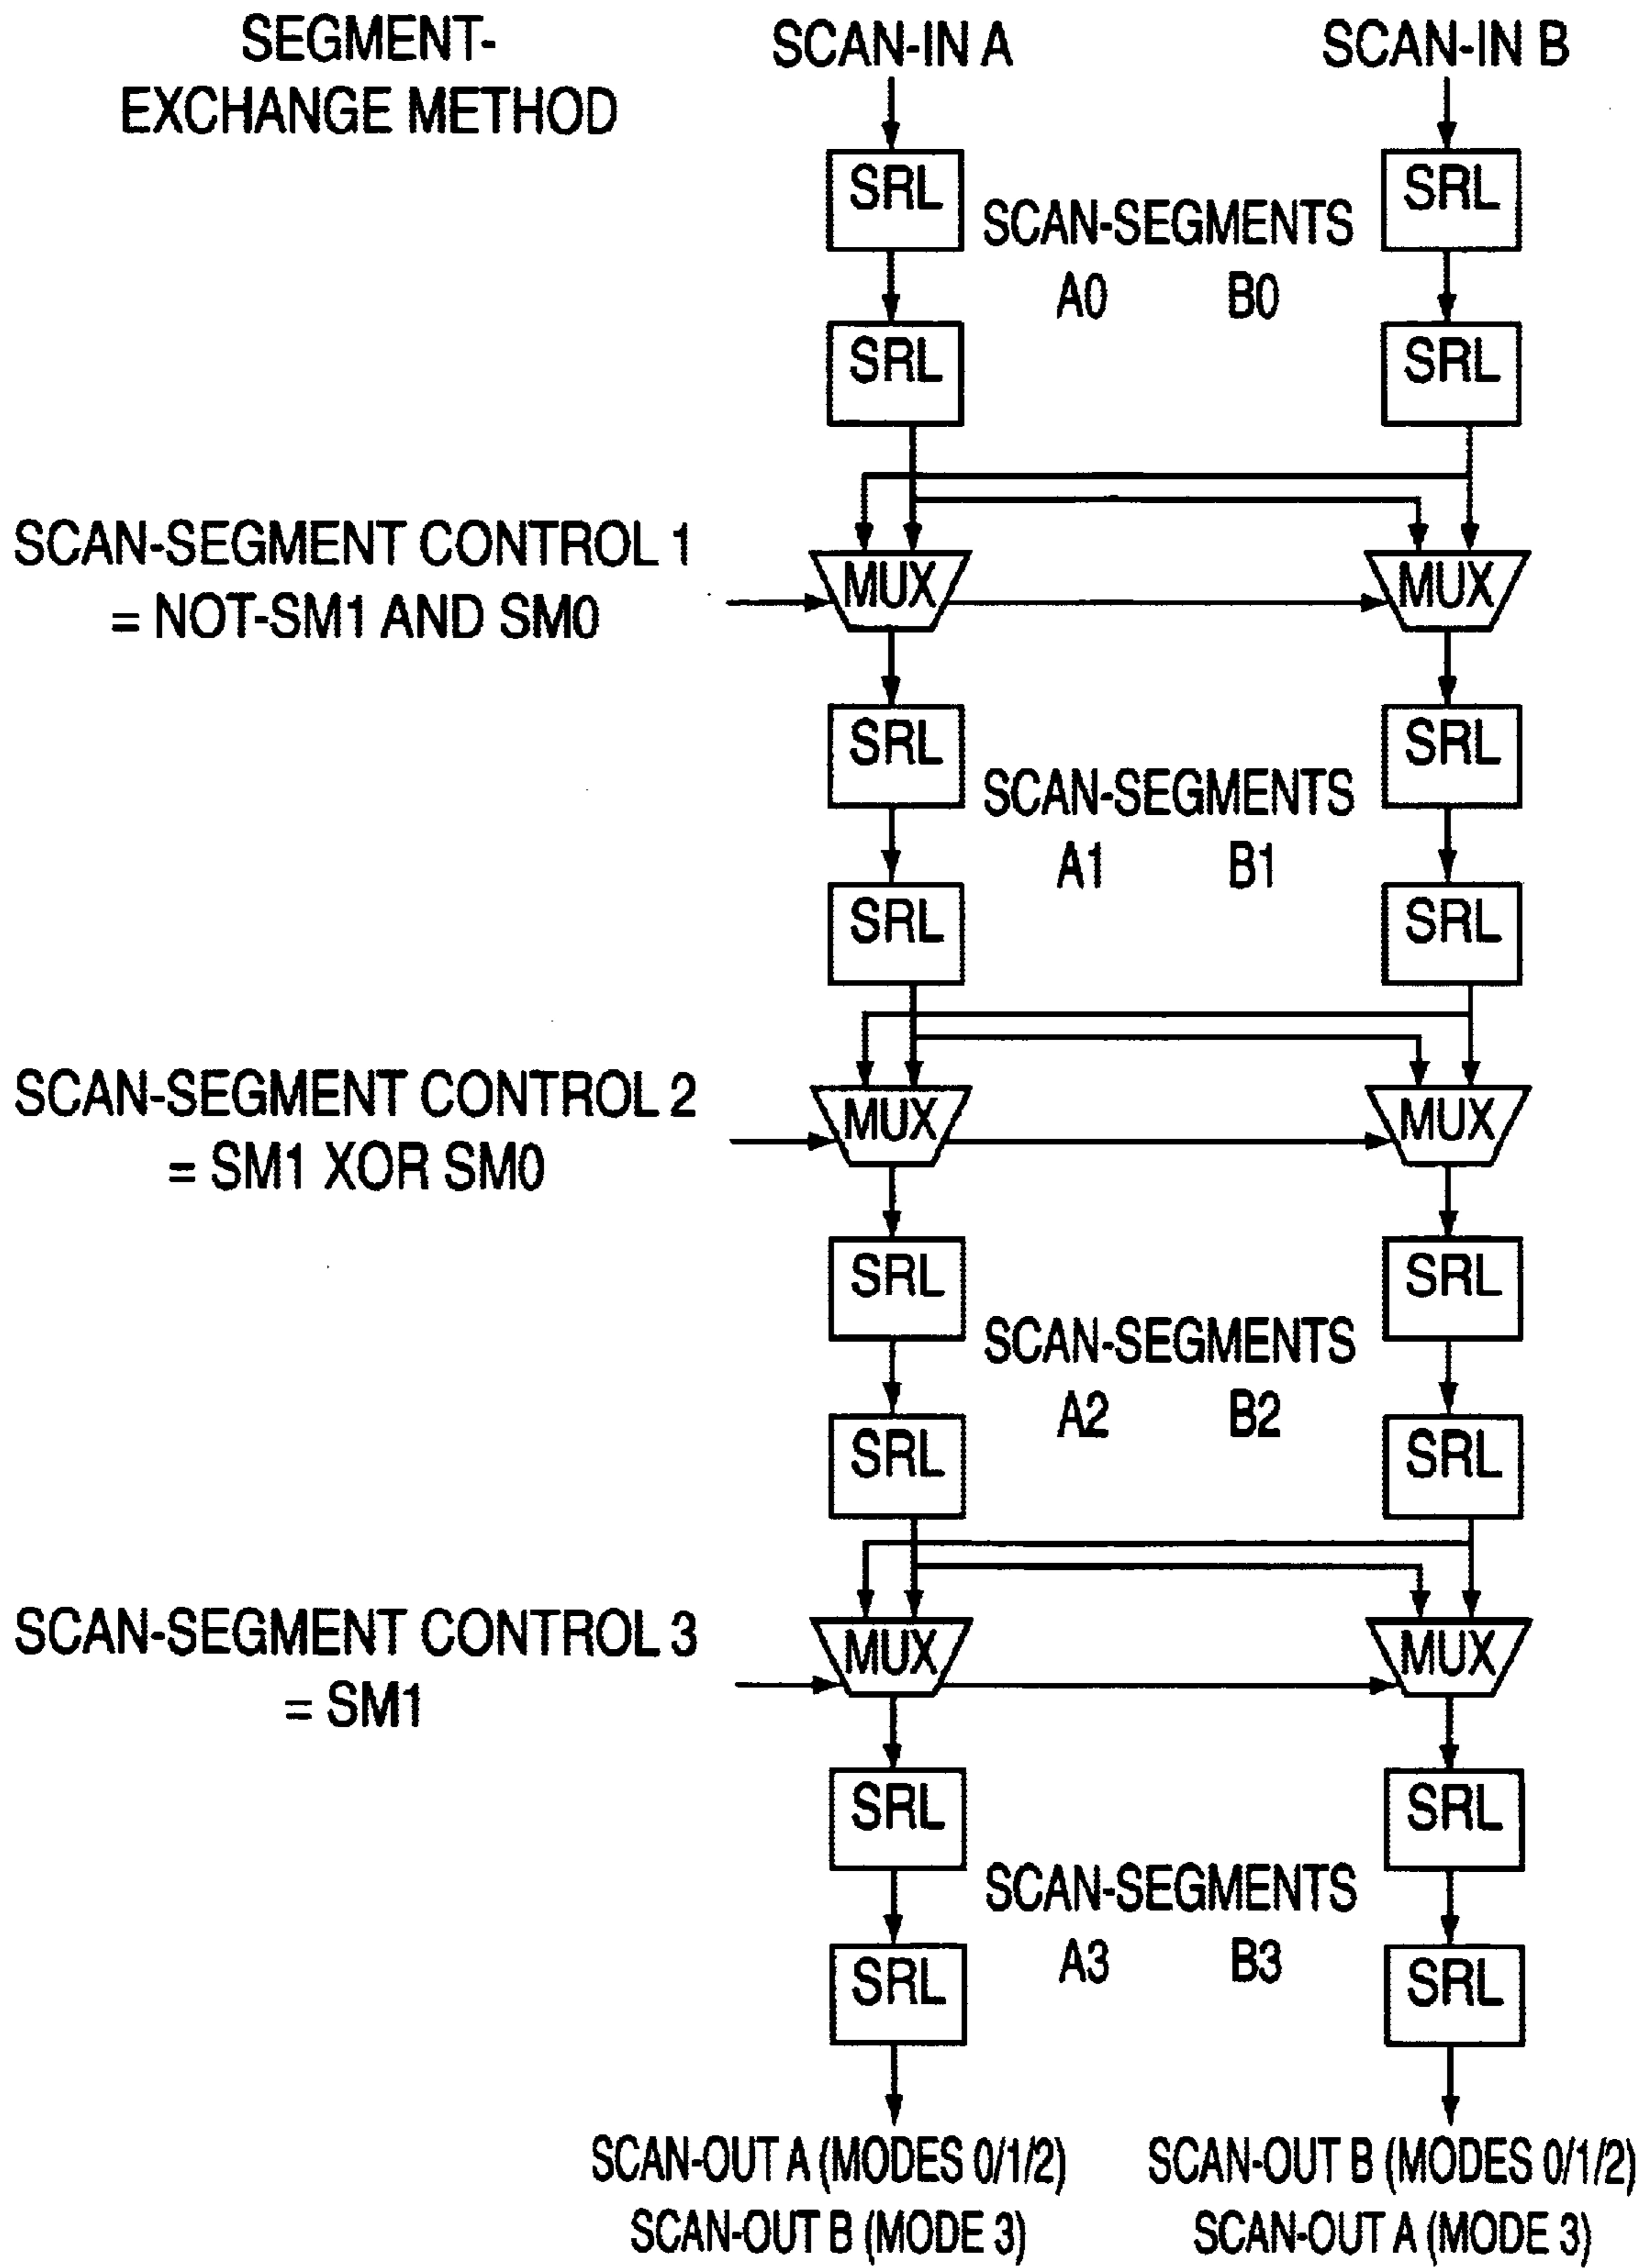 SEGMENT-
EXCHANGE METHOD
SCAN-IN A
SCAN-IN B
SRL
SRL
SCAN-SEGMENTS
A0 B0
SRL
SRL
SCAN-SEGMENT CONTROL 1
= NOT-SM1 AND SM0
MUX
MUX
SRL
SRL
SCAN-SEGMENTS
A1 B1
SRL
SRL
SCAN-SEGMENT CONTROL 2
= SM1 XOR SM0
MUX
MUX
SRL
SRL
SCAN-SEGMENTS
A2 B2
SRL
SRL
SCAN-SEGMENT CONTROL 3
= SM1
MUX
MUX
SRL
SRL
SCAN-SEGMENTS
A3 B3
SRL
SRL
SCAN-OUT A (MODES 0/1/2)
SCAN-OUT B (MODE 3)
SCAN-OUT B (MODES 0/1/2)
SCAN-OUT A (MODE 3)